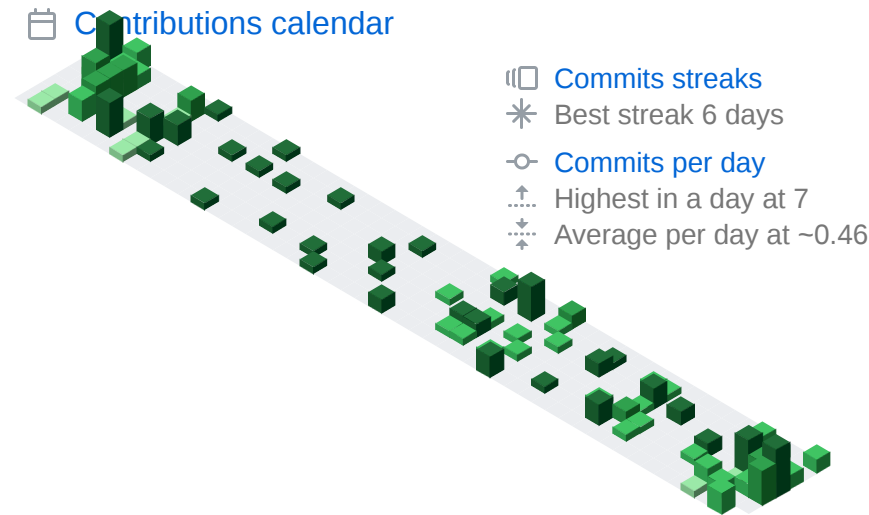 Contributions calendar
Commits streaks
Best streak 6 days
Commits per day
Highest in a day at 7
Average per day at ~0.46